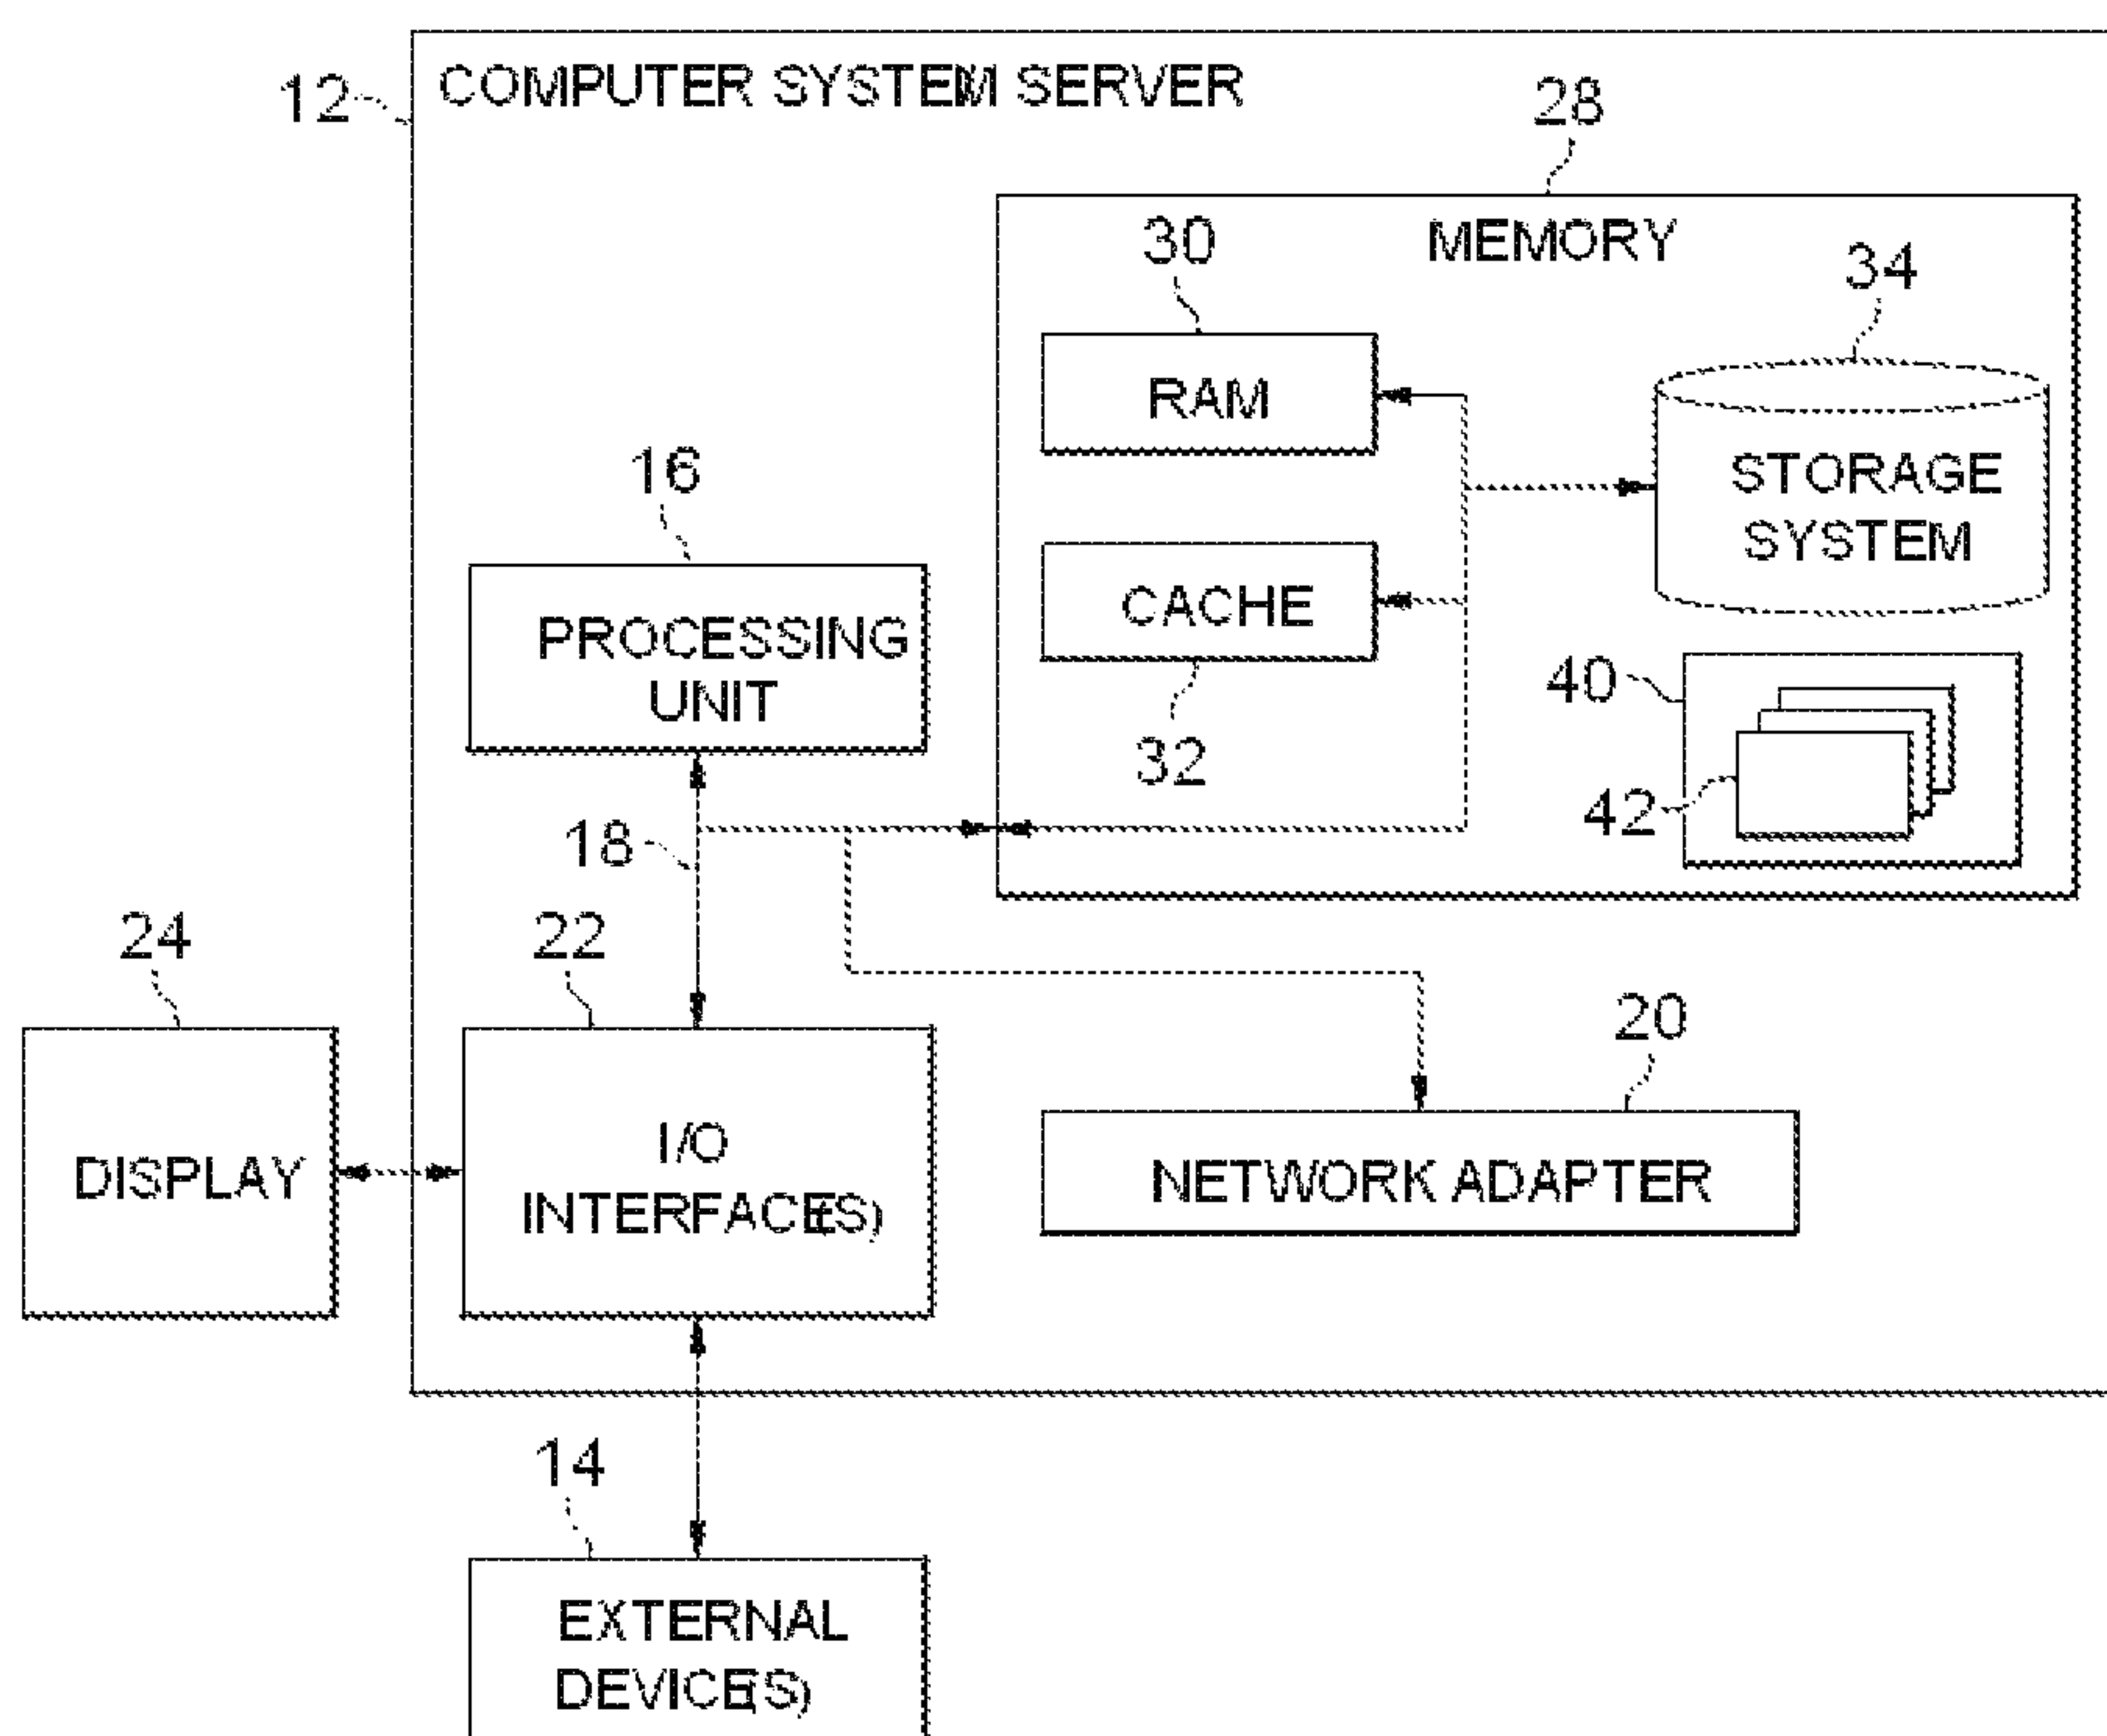 12
COMPUTER SYSTEM SERVER
28
MEMORY
30
34
RAM
STORAGE
SYSTEM
16
PROCESSING
UNIT
CACHE
32
40
42
18
24
22
20
DISPLAY
I/O
INTERFACE(S)
NETWORK ADAPTER
14
EXTERNAL
DEVICE(S)